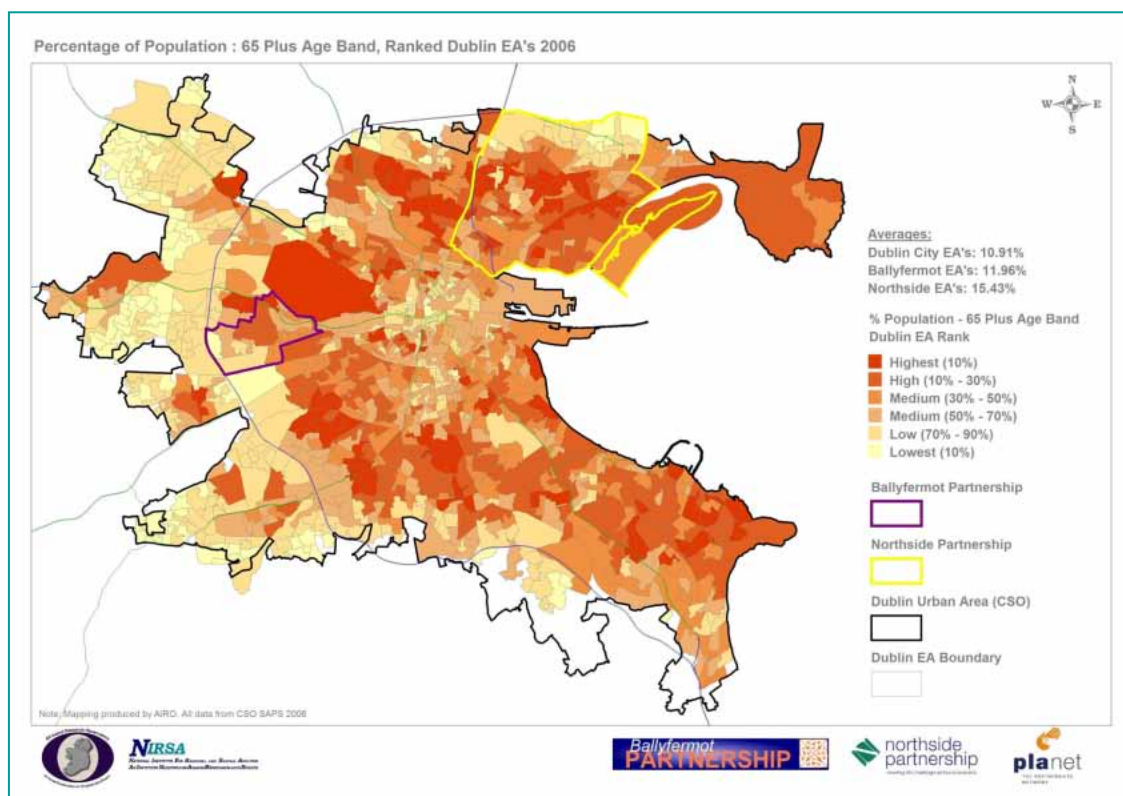 Percentage of Population : 65 Plus Age Band, Ranked Dublin EA's 2006
N
W E
S
Averages:
Dublin City EA's: 10.91%
Ballyfermot EA's: 11.96%
Northside EA's: 15.43%
% Population - 65 Plus Age Band
Dublin EA Rank
Highest (10%)
High (10% - 30%)
Medium (30% - 50%)
Medium (50% - 70%)
Low (70% - 90%)
Lowest (10%)
Ballyfermot Partnership
Northside Partnership
Dublin Urban Area (CSO)
Dublin EA Boundary
Note: Mapping produced by AIRO. All data from CSO SAPS 2006
NIRSA
Ballyfermot
PARTNERSHIP
northside
partnership
planet